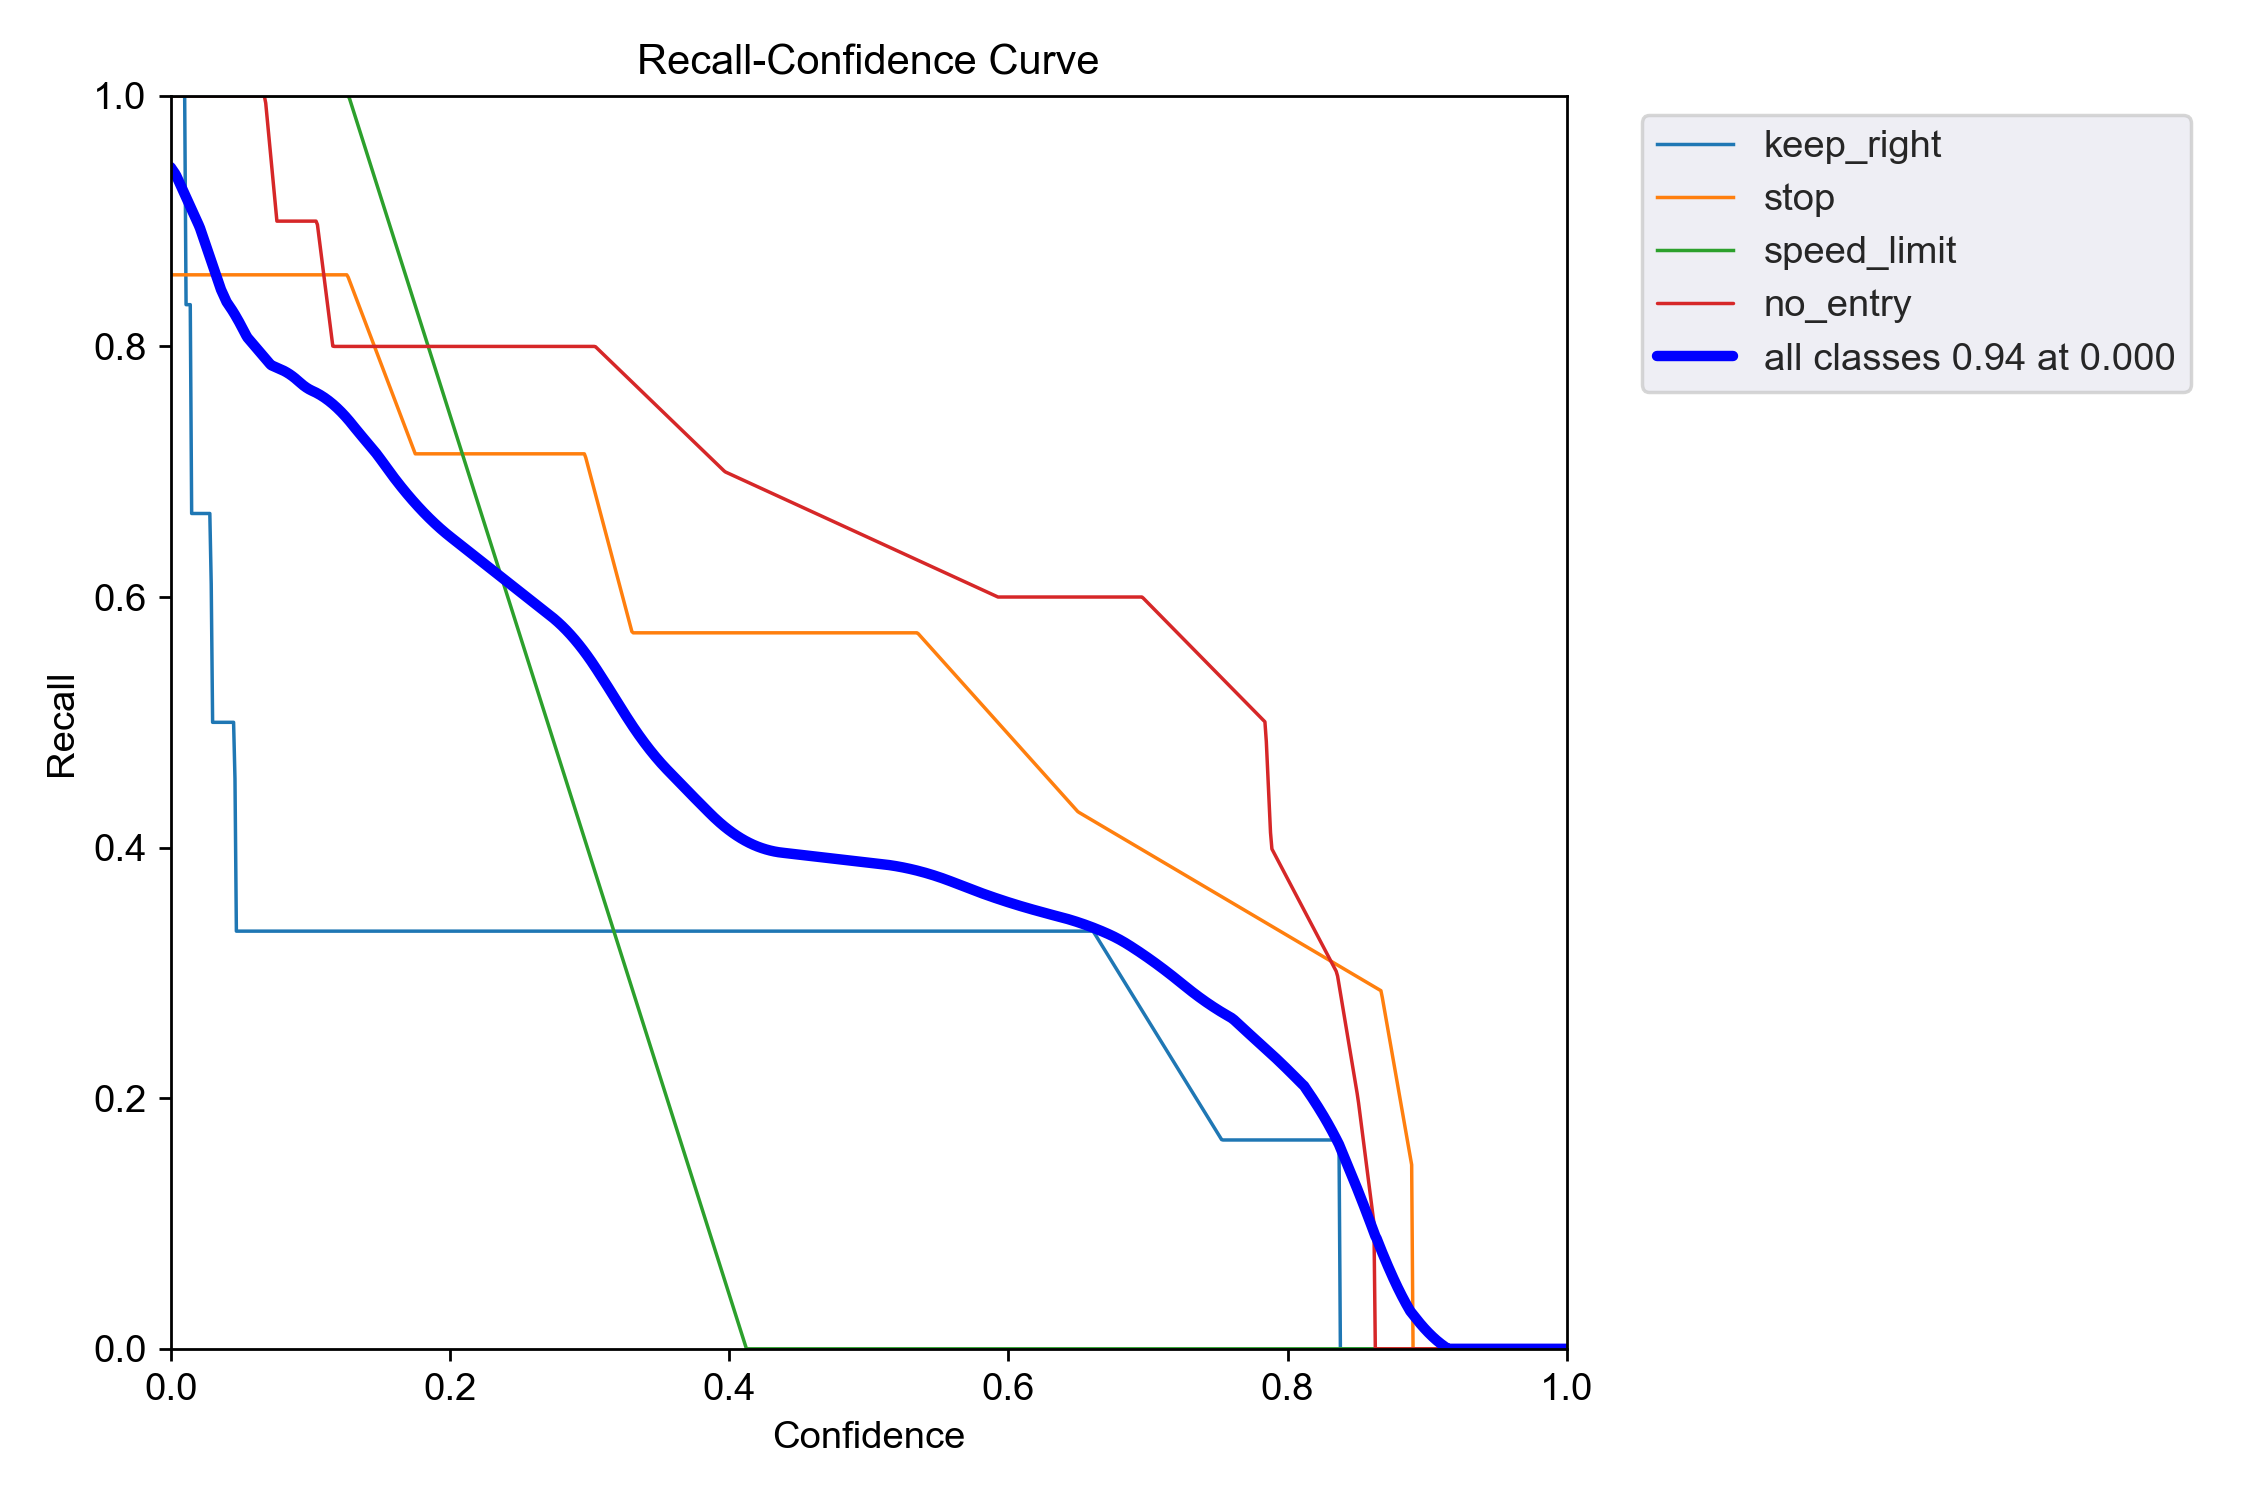 Recall-Confidence Curve
1.0
0.8
0.6
0.4
0.2
0.0
Recall
0.0 0.2 0.4 0.6 0.8 1.0
Confidence
keep_right
stop
speed_limit
no_entry
all classes 0.94 at 0.000